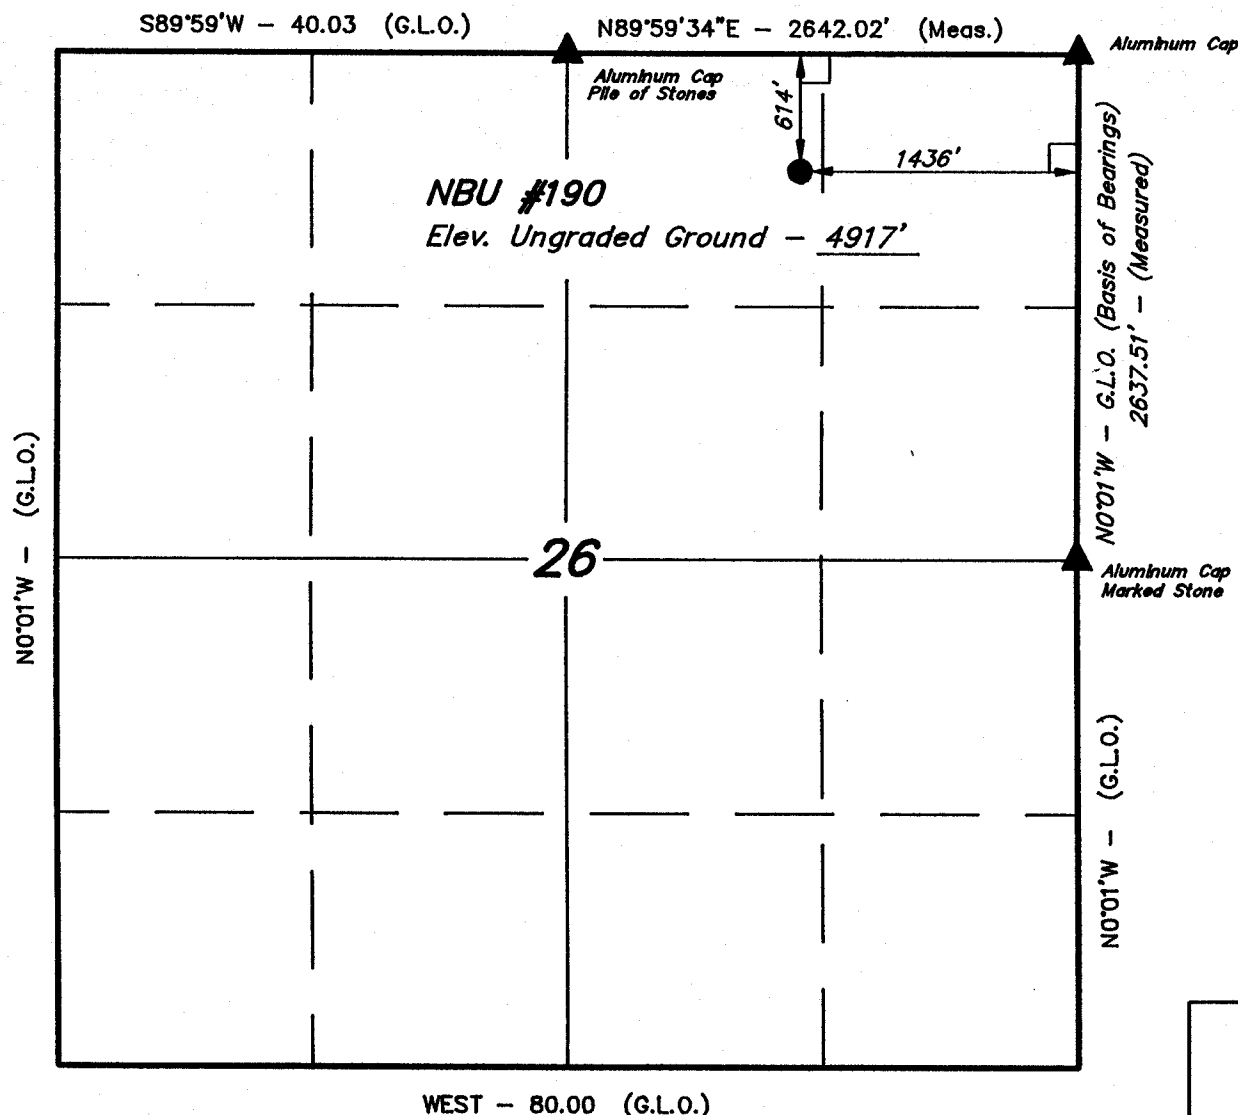 S89°59'W – 40.03 (G.L.O.)
N89°59'34"E – 2642.02' (Meas.)
Aluminum Cap
Aluminum Cap
Pile of Stones
614'
1436'
NBU #190
Elev. Ungraded Ground – 4917'
N0°01'W – G.L.O. (Basis of Bearings)
2637.51' – (Measured)
N0°01'W – (G.L.O.)
26
Aluminum Cap
Marked Stone
N0°01'W – (G.L.O.)
WEST – 80.00 (G.L.O.)